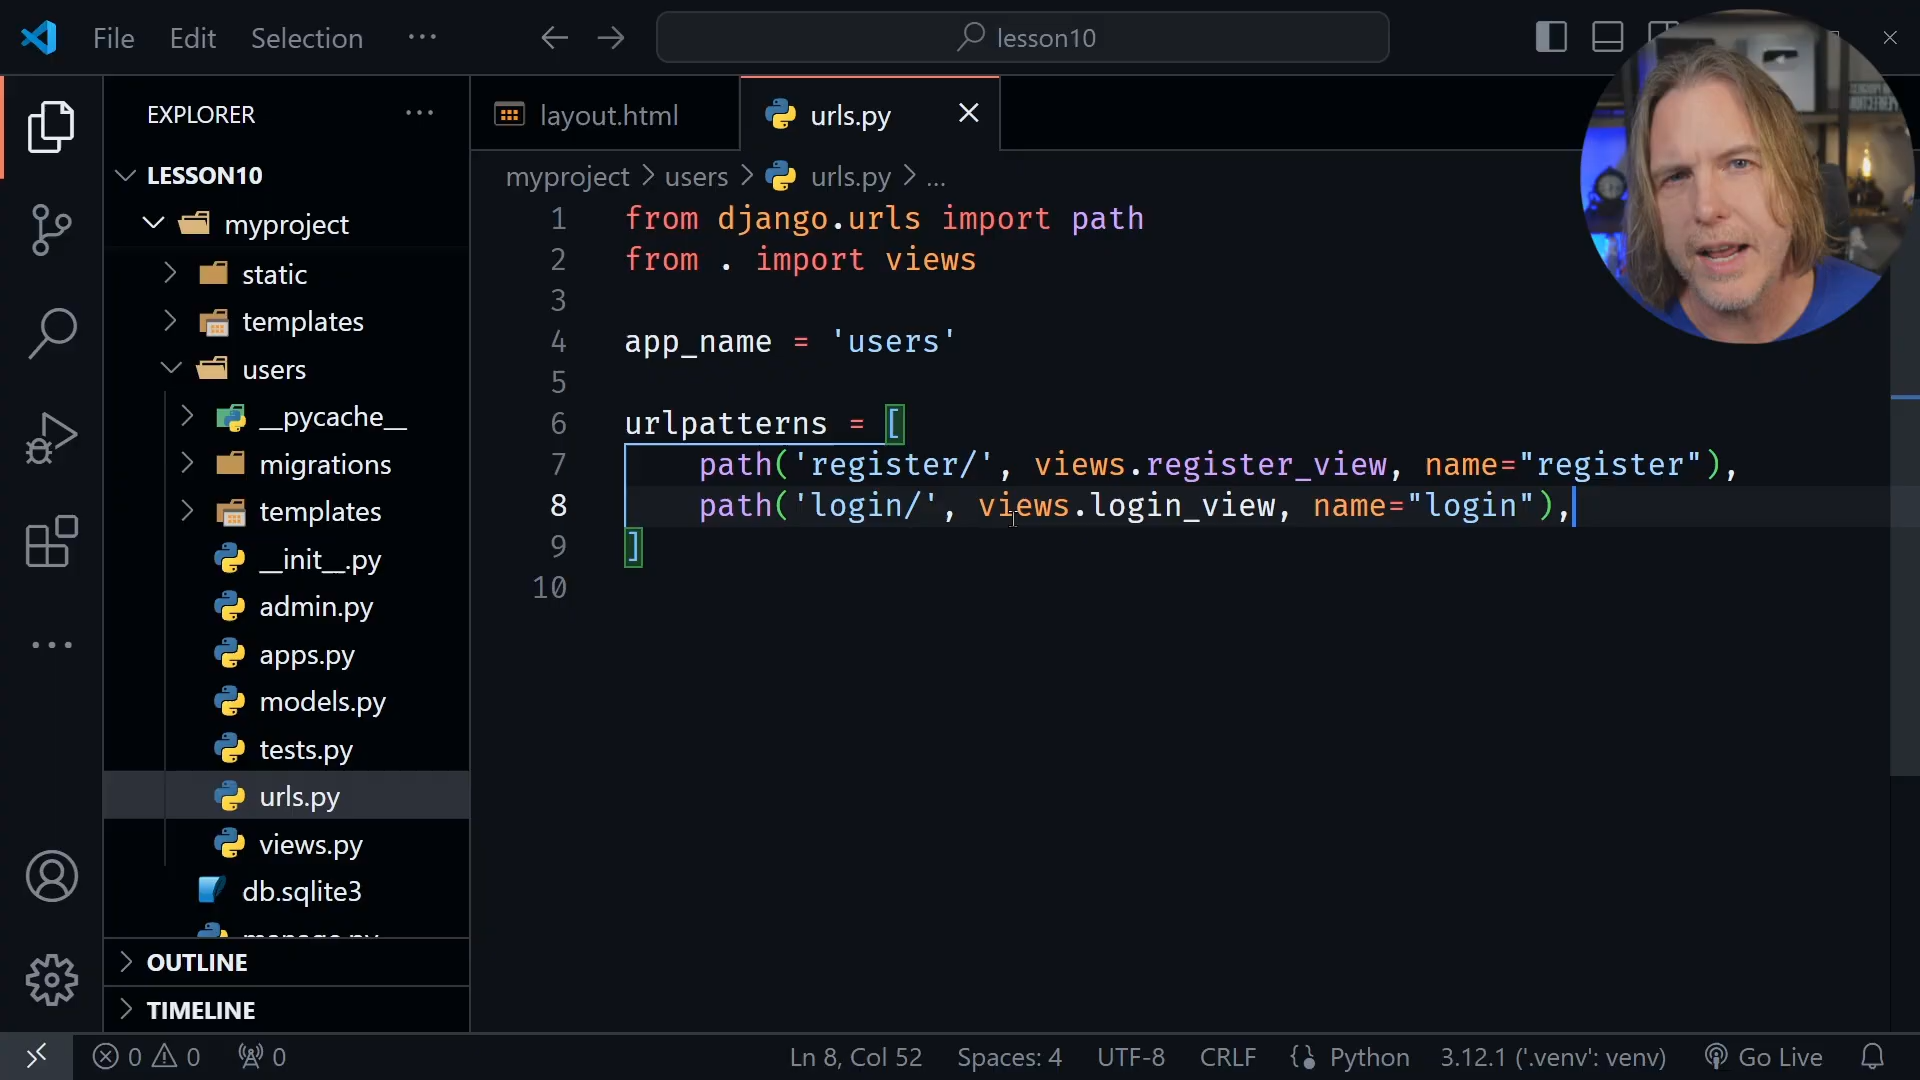 File Edit Selection ···
lesson10
EXPLORER ···
layout.html
urls.py
LESSON10
myproject > users > urls.py > ...
myproject
static
templates
users
__pycache__
migrations
templates
__init__.py
admin.py
apps.py
models.py
tests.py
urls.py
views.py
db.sqlite3
manage.py
OUTLINE
TIMELINE
1 from django.urls import path
2 from . import views
3
4 app_name = 'users'
5
6 urlpatterns = [
7 path('register/', views.register_view, name="register"),
8 path('login/', views.login_view, name="login"),
9 ]
10
0 0 0 Ln 8, Col 52 Spaces: 4 UTF-8 CRLF Python 3.12.1 ('.venv': venv) Go Live